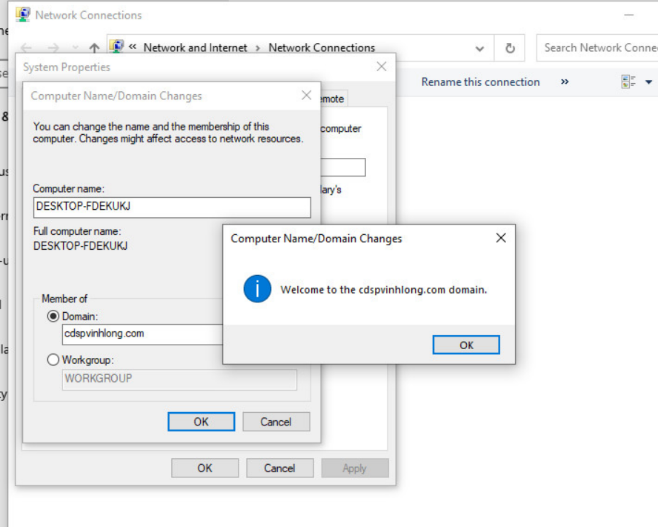 Network Connections
« Network and Internet › Network Connections
Search Network Conne
System Properties
Rename this connection »
Computer Name/Domain Changes
emote
You can change the name and the membership of this
computer. Changes might affect access to network resources.
computer
Computer name:
lary's
DESKTOP-FDEKUKJ
Full computer name:
DESKTOP-FDEKUKJ
Computer Name/Domain Changes
Welcome to the cdspvinhlong.com domain.
OK
Member of
Domain:
cdspvinhlong.com
Workgroup:
WORKGROUP
OK Cancel
OK Cancel Apply